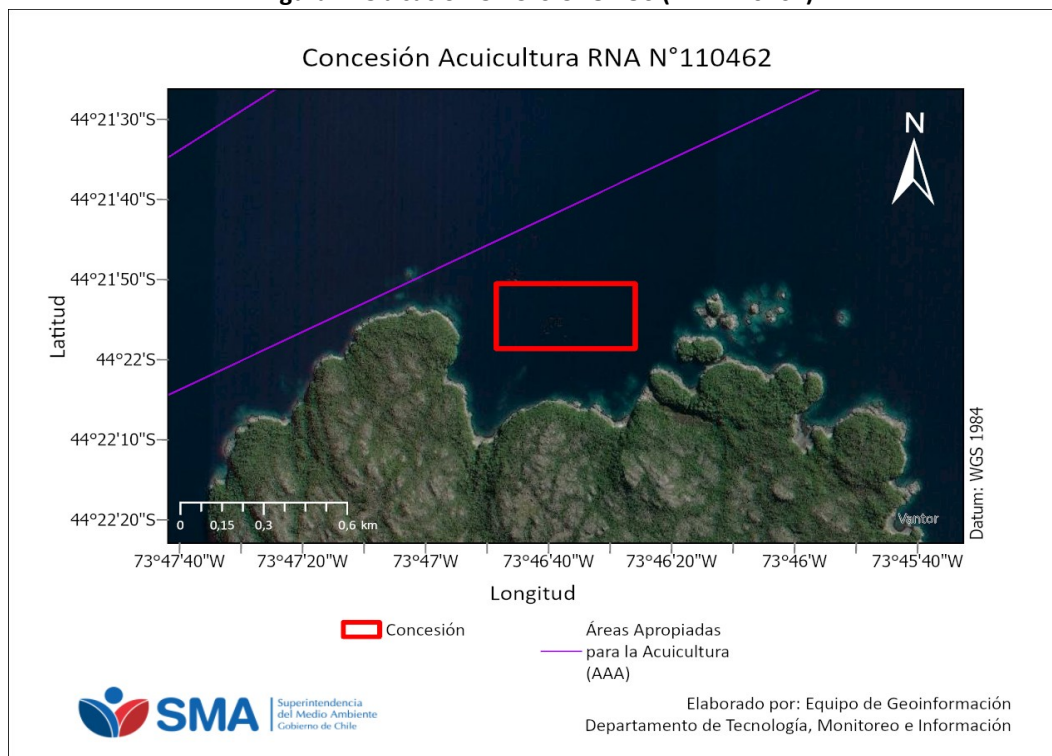 Concesión Acuicultura RNA N°110462
N
44°21'30"S
44°21'40"S
44°21'50"S
44°22'S
44°22'10"S
44°22'20"S
Latitud
Datum: WGS 1984
Vantor
0 0,15 0,3 0,6 km
73°47'40"W 73°47'20"W 73°47'W 73°46'40"W 73°46'20"W 73°46'W 73°45'40"W
Longitud
Concesión
Áreas Apropiadas
para la Acuicultura
(AAA)
SMA
Superintendencia
del Medio Ambiente
Gobierno de Chile
Elaborado por: Equipo de Geoinformación
Departamento de Tecnología, Monitoreo e Información